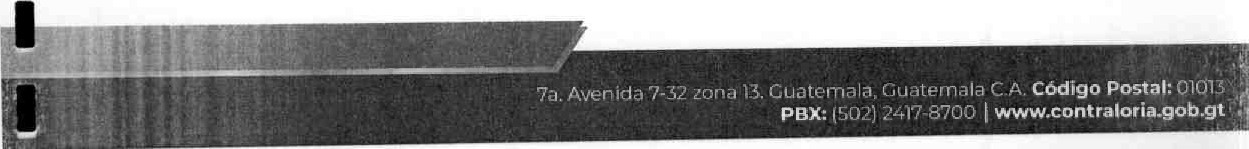 7a. Avenida 7-32 zona 13. Guatemala, Guatemala C.A. Código Postal: 01013
PBX: (502) 2417-8700 | www.contraloria.gob.gt